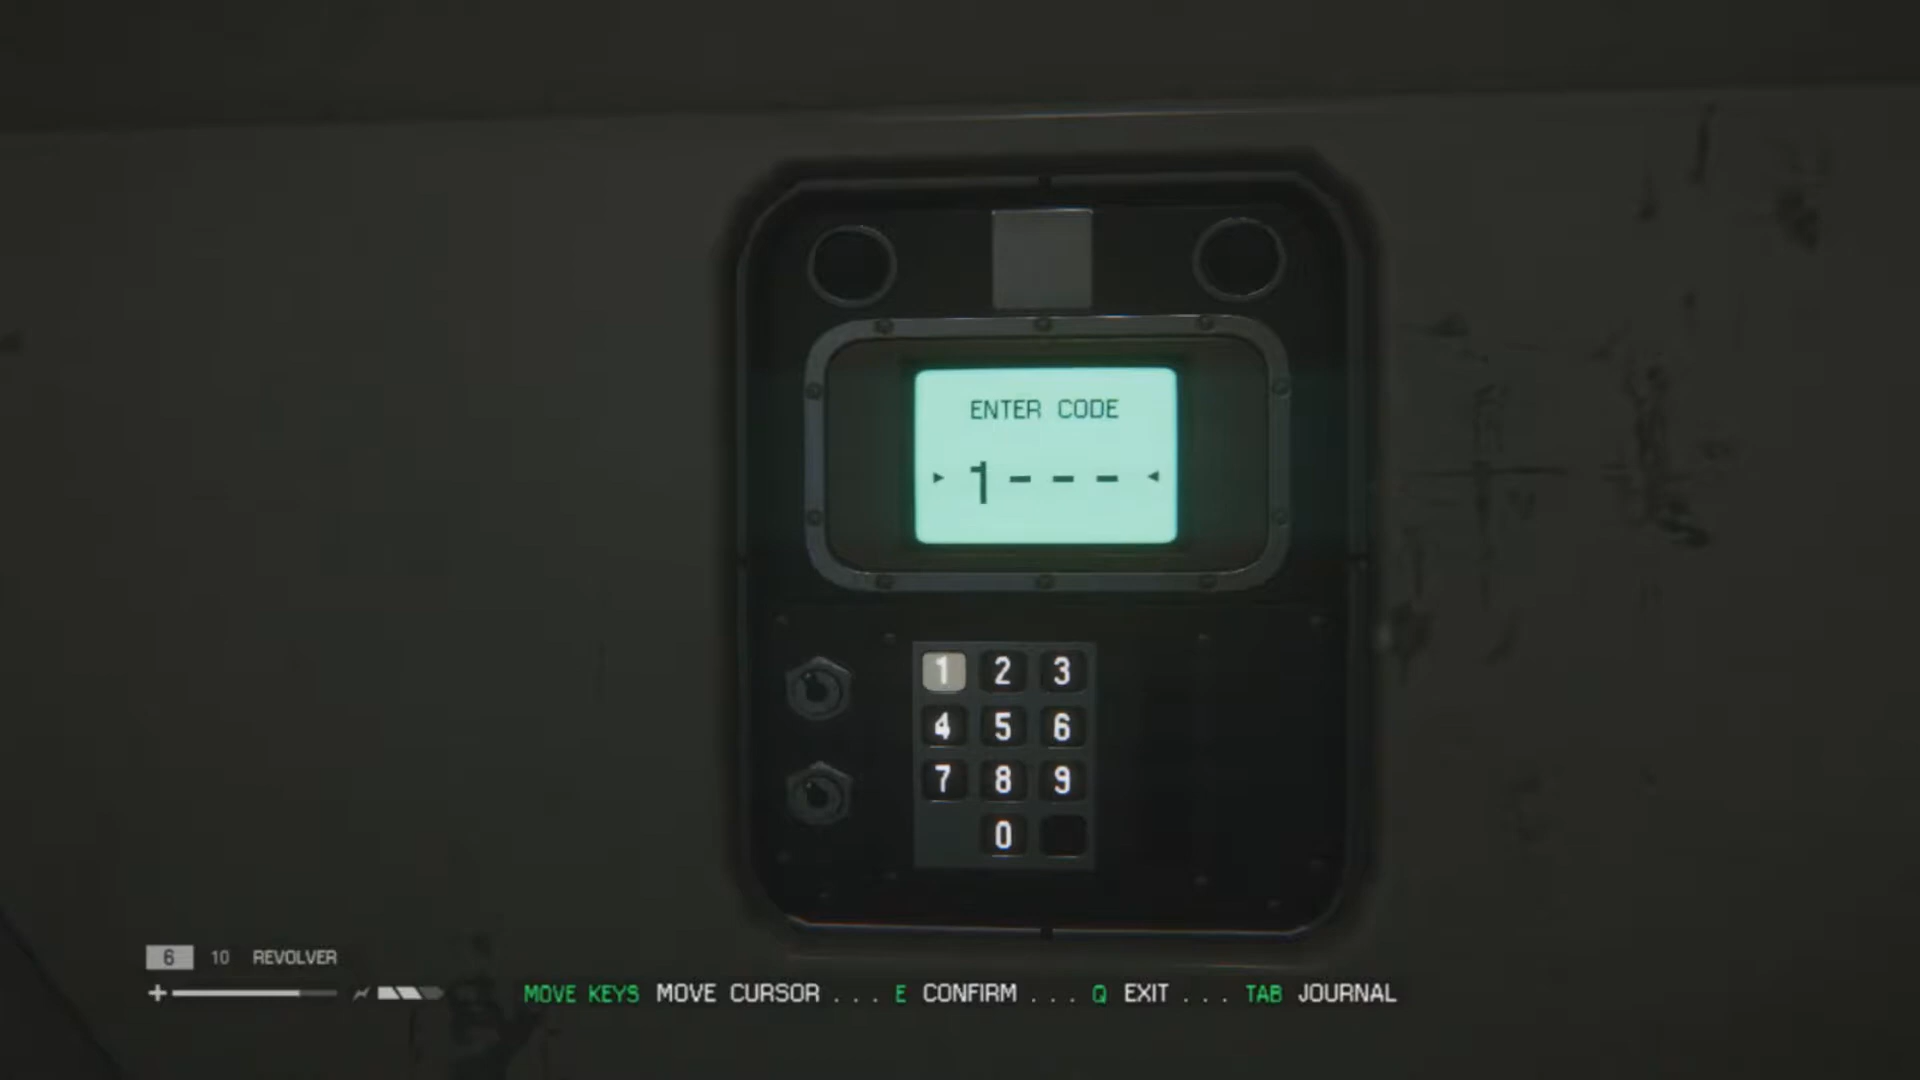 ENTER CODE
▸ 1 - - - ◂
1 2 3
4 5 6
7 8 9
0
6 10 REVOLVER
MOVE KEYS MOVE CURSOR . . . E CONFIRM . . . Q EXIT . . . TAB JOURNAL